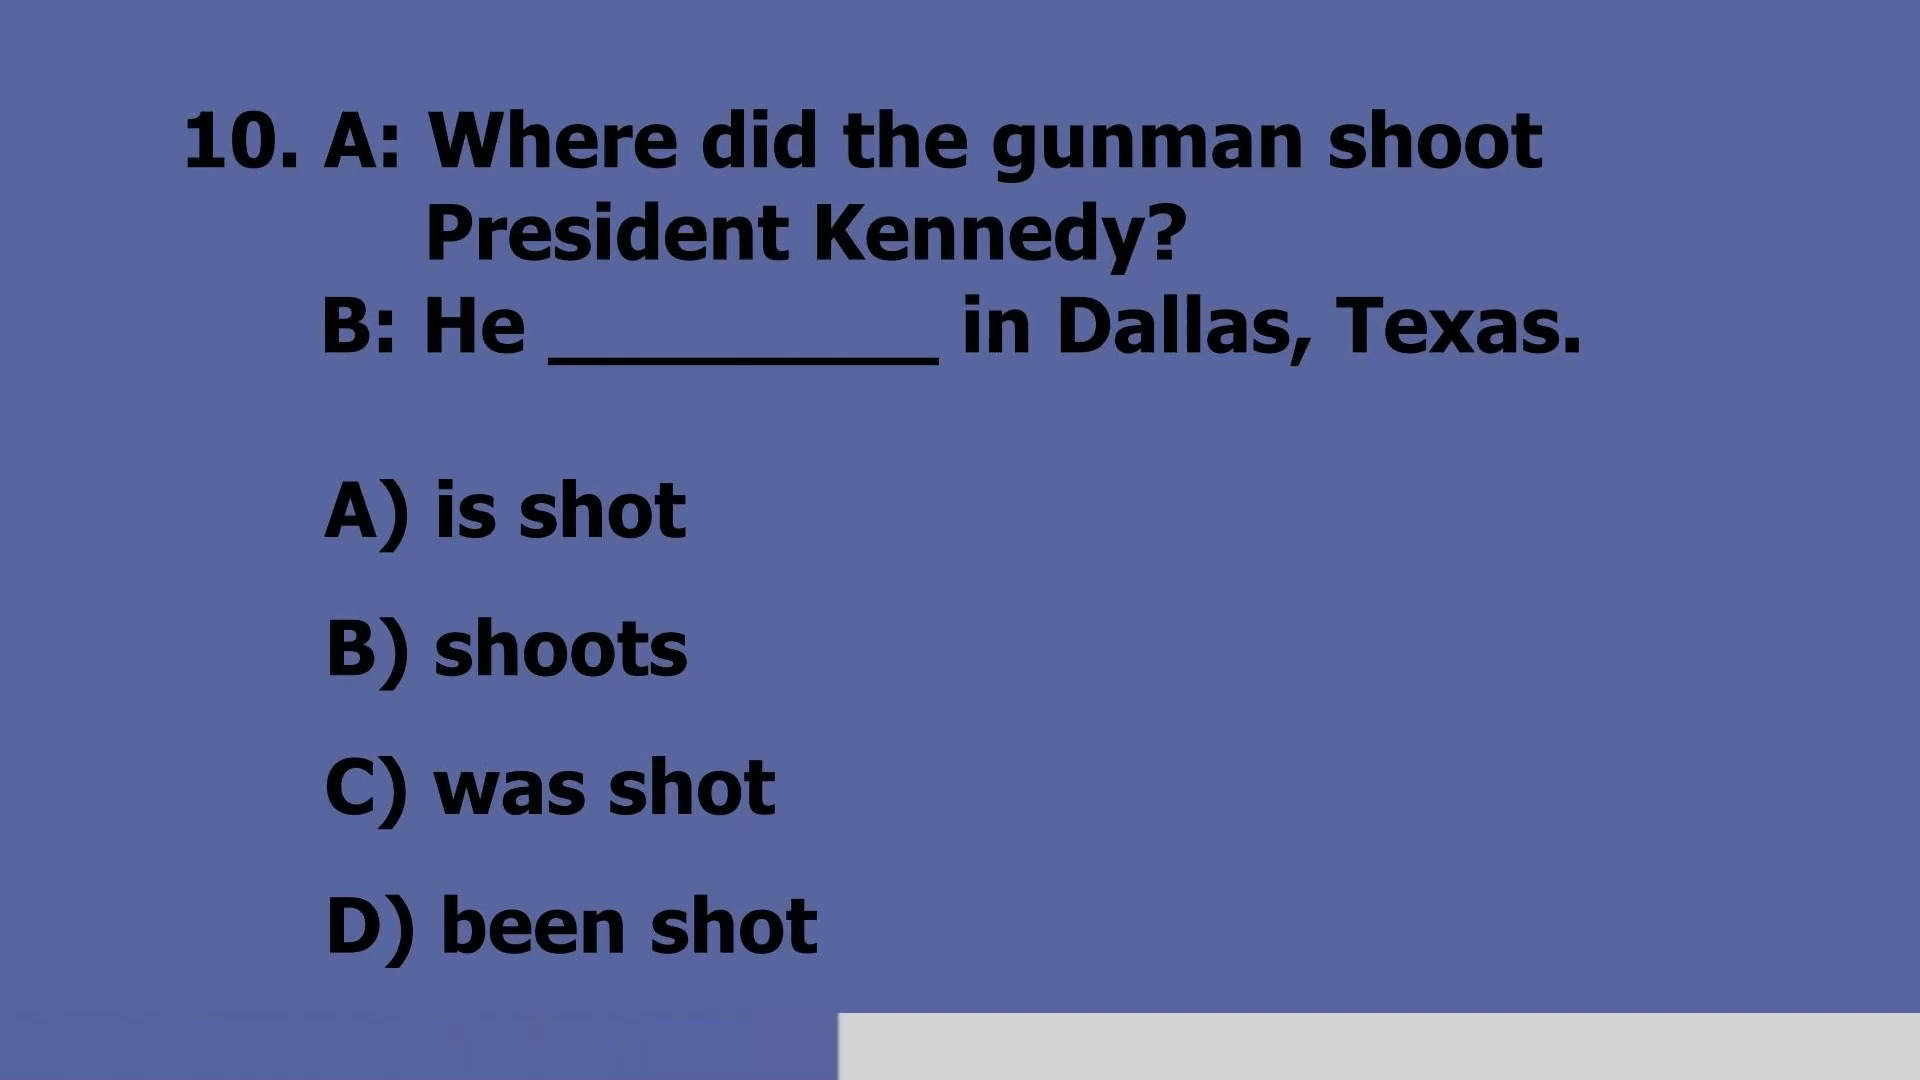 10. A: Where did the gunman shoot
President Kennedy?
B: He __________ in Dallas, Texas.
A) is shot
B) shoots
C) was shot
D) been shot